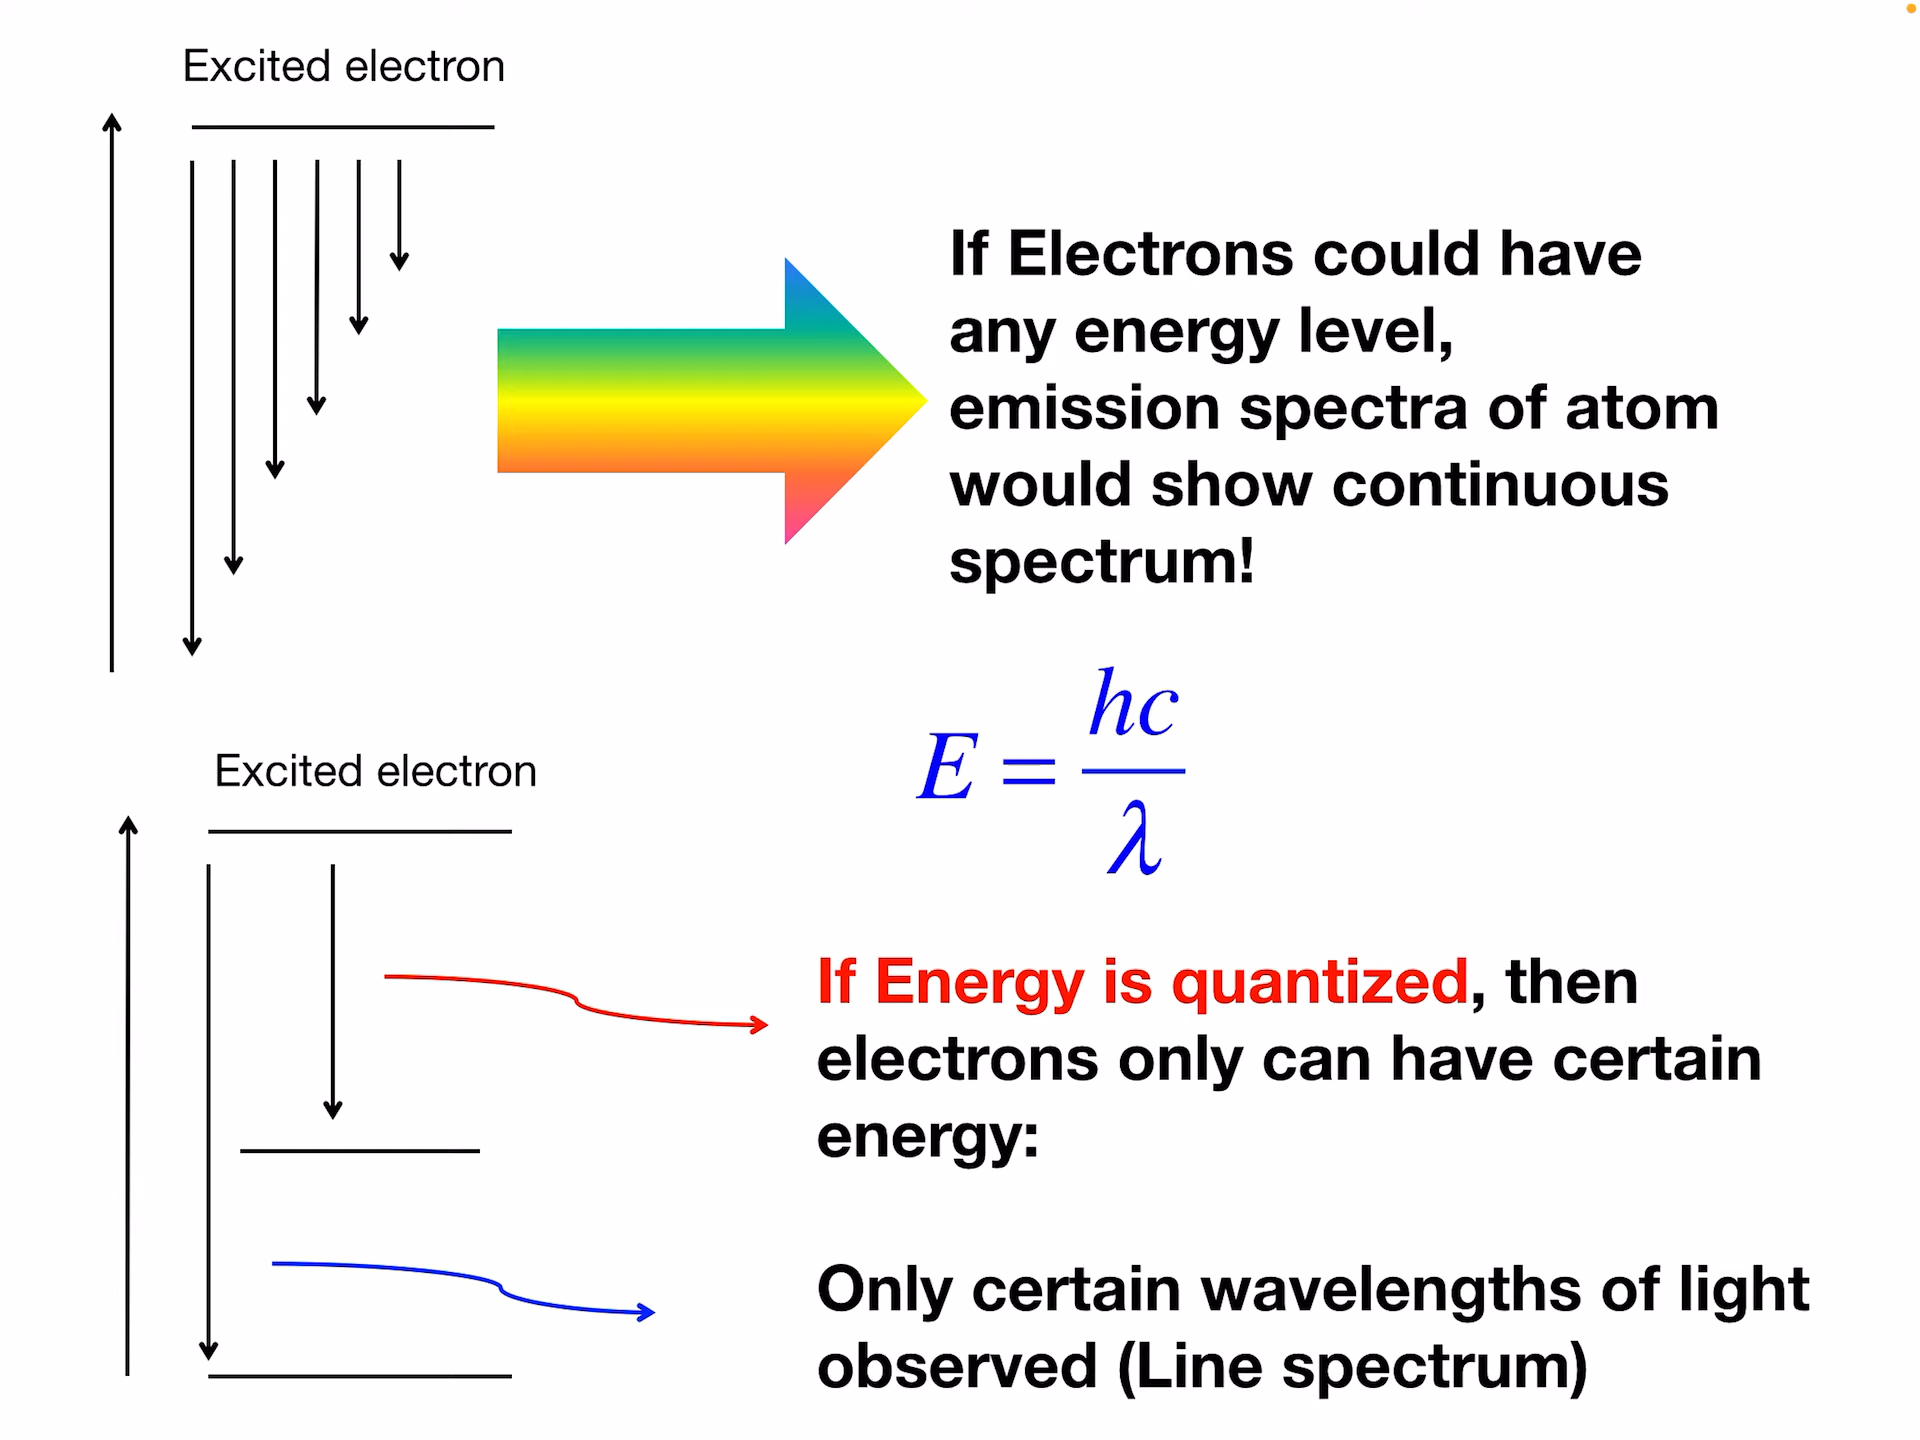 Excited electron
If Electrons could have
any energy level,
emission spectra of atom
would show continuous
spectrum!
E = hc/λ
Excited electron
If Energy is quantized, then
electrons only can have certain
energy:
Only certain wavelengths of light
observed (Line spectrum)